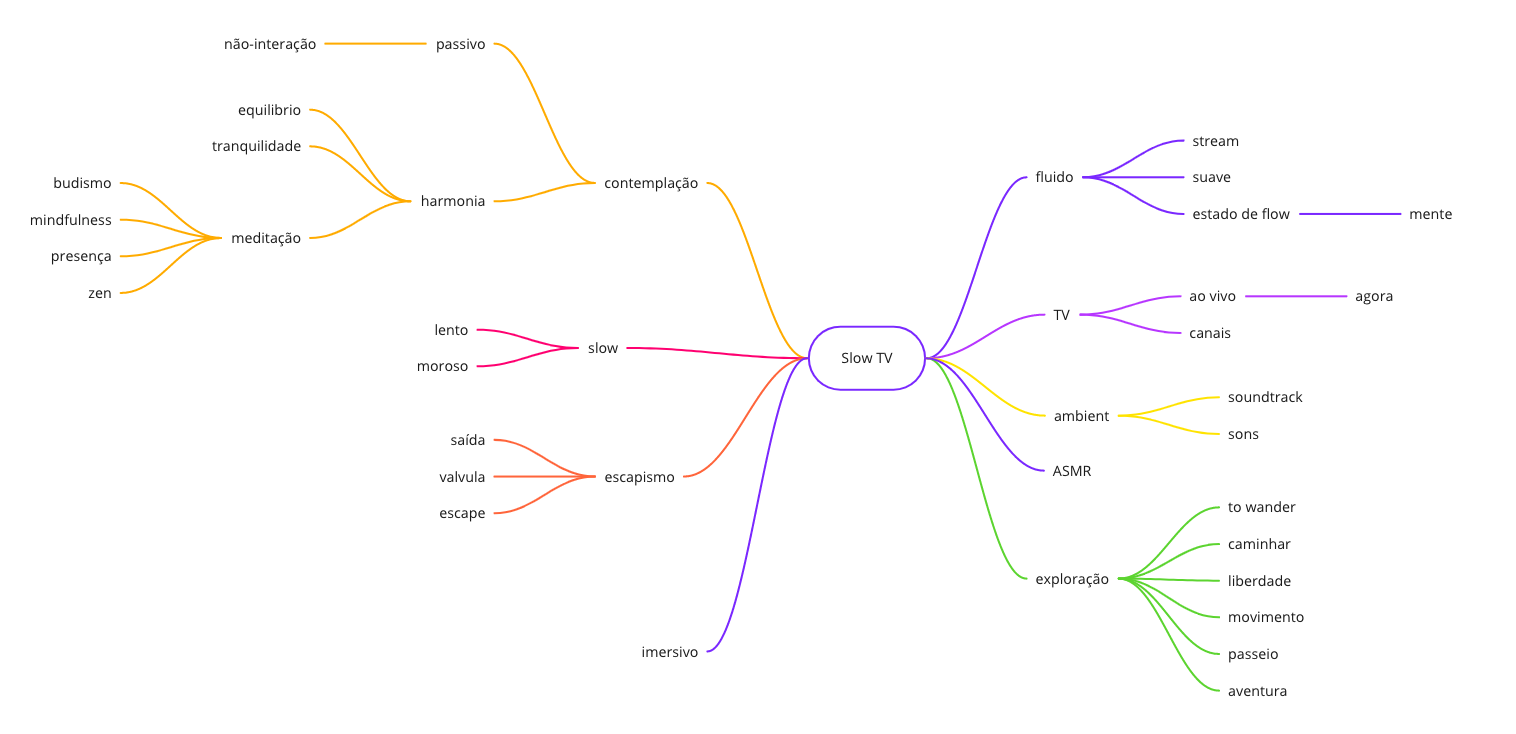 não-interação
passivo
equilibrio
tranquilidade
budismo
mindfulness
presença
zen
meditação
harmonia
contemplação
lento
moroso
slow
saída
valvula
escape
escapismo
imersivo
Slow TV
fluido
stream
suave
estado de flow
mente
TV
ao vivo
agora
canais
ambient
soundtrack
sons
ASMR
exploração
to wander
caminhar
liberdade
movimento
passeio
aventura